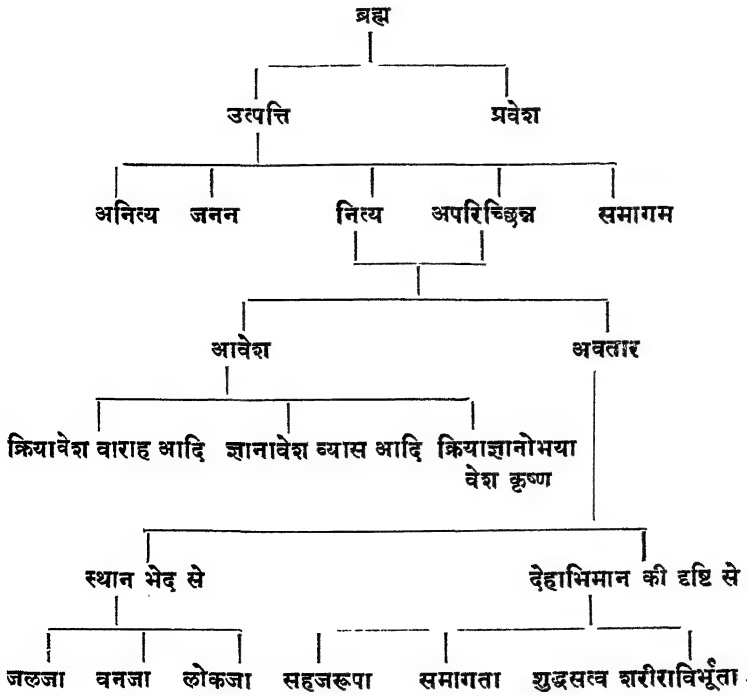 ब्रह्म
उत्पत्ति प्रवेश
अनित्य जनन नित्य अपरिच्छिन्न समागम
आवेश अवतार
क्रियावेश वाराह आदि ज्ञानावेश व्यास आदि क्रियाज्ञानोभया
वेश कृष्ण
स्थान भेद से देहाभिमान की दृष्टि से
जलजा वनजा लोकजा सहजरूपा समागता शुद्धसत्व शरीराविर्भूता